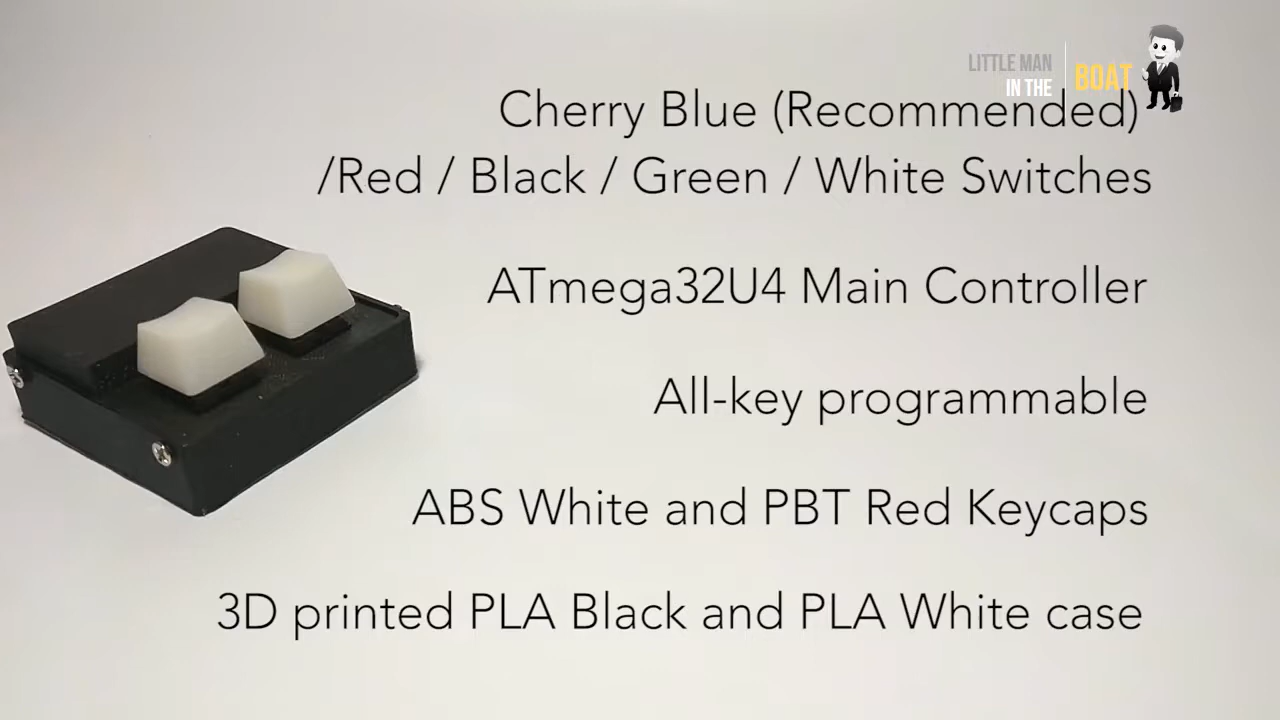 LITTLE MAN
IN THE
BOAT
Cherry Blue (Recommended)
/Red / Black / Green / White Switches
ATmega32U4 Main Controller
All-key programmable
ABS White and PBT Red Keycaps
3D printed PLA Black and PLA White case